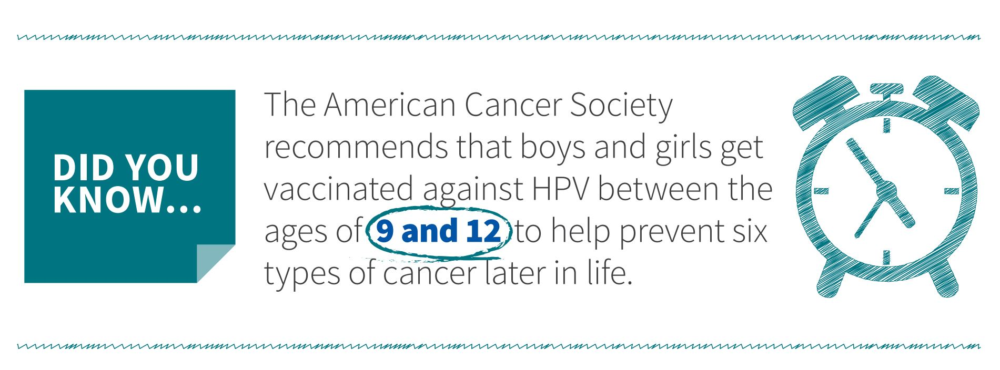 DID YOU
KNOW...
The American Cancer Society
recommends that boys and girls get
vaccinated against HPV between the
ages of 9 and 12 to help prevent six
types of cancer later in life.